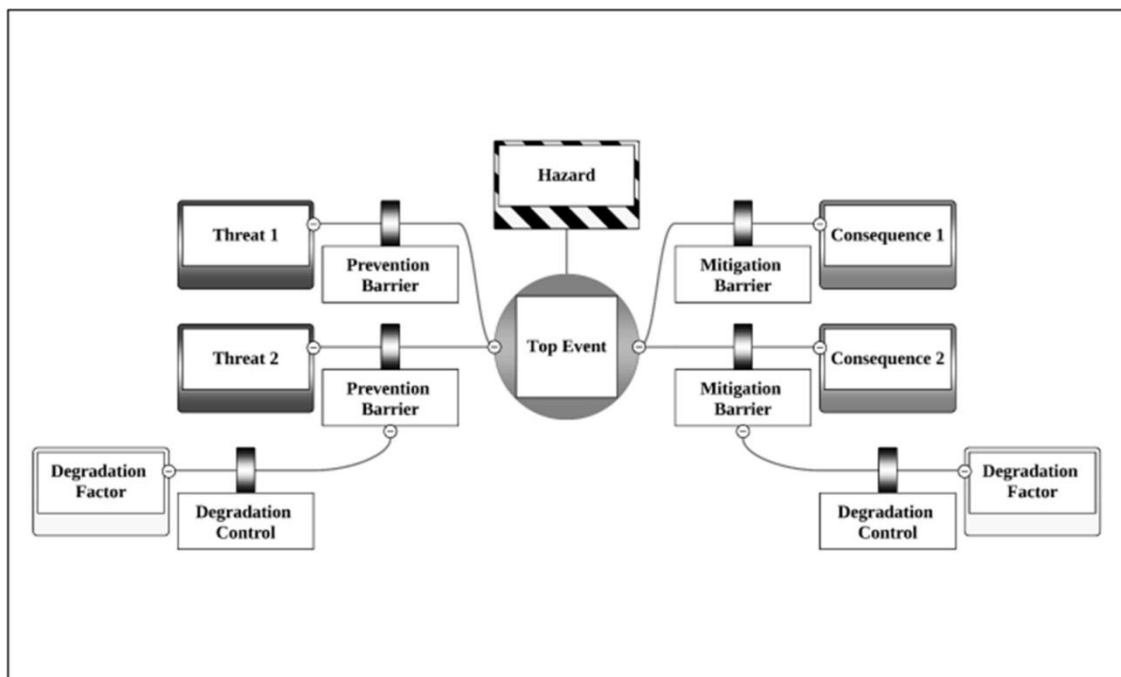 Hazard
Threat 1
Consequence 1
Prevention
Barrier
Mitigation
Barrier
Top Event
Threat 2
Consequence 2
Prevention
Barrier
Mitigation
Barrier
Degradation
Factor
Degradation
Factor
Degradation
Control
Degradation
Control